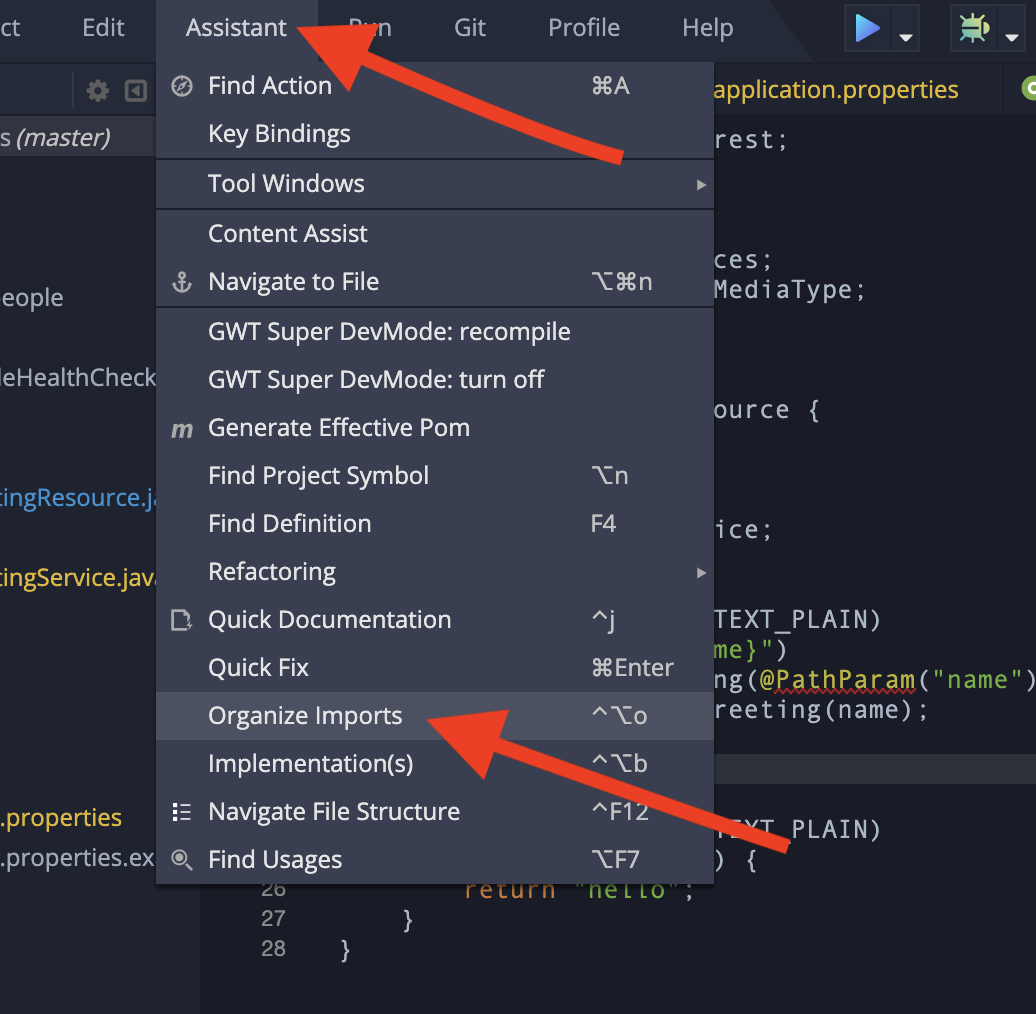 ct Edit Assistant Run Git Profile Help
Find Action ⌘A
application.properties
s (master)
Key Bindings
rest;
Tool Windows
Content Assist
ces;
Navigate to File ⌥⌘n
MediaType;
eople
GWT Super DevMode: recompile
GWT Super DevMode: turn off
eHealthCheck
ource {
m Generate Effective Pom
Find Project Symbol ⌥n
tingResource.ja
Find Definition F4
ice;
Refactoring
tingService.java
Quick Documentation ^j
TEXT_PLAIN)
me}")
Quick Fix ⌘Enter
ng(@PathParam("name")
Organize Imports ^⌥o
reeting(name);
Implementation(s) ^⌥b
Navigate File Structure ^F12
.properties
TEXT_PLAIN)
Find Usages ⌥F7
.properties.ex
) {
26 return "hello";
27 }
28 }